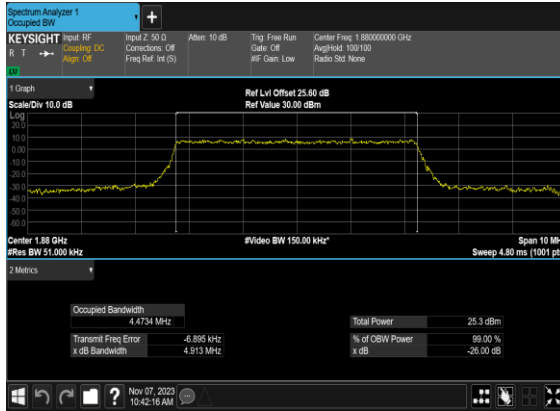 Spectrum Analyzer 1
Occupied BW
+
KEYSIGHT Input: RF Input Z: 50 Ω Atten: 10 dB Trig: Free Run Center Freq: 1.880000000 GHz
R T Coupling: DC Corrections: Off Gate: Off Avg|Hold: 100/100
Align: Off Freq Ref: Int (S) #IF Gain: Low Radio Std: None
LVI
1 Graph
Ref Lvl Offset 25.60 dB
Scale/Div 10.0 dB Ref Value 30.00 dBm
Log
20.0
10.0
0.00
-10.0
-20.0
-30.0
-40.0
-50.0
-60.0
Center 1.88 GHz #Video BW 150.00 kHz* Span 10 MH
#Res BW 51.000 kHz Sweep 4.80 ms (1001 pt
2 Metrics
Occupied Bandwidth
4.4734 MHz Total Power 25.3 dBm
Transmit Freq Error -6.895 kHz % of OBW Power 99.00 %
x dB Bandwidth 4.913 MHz x dB -26.00 dB
? Nov 07, 2023
10:42:16 AM